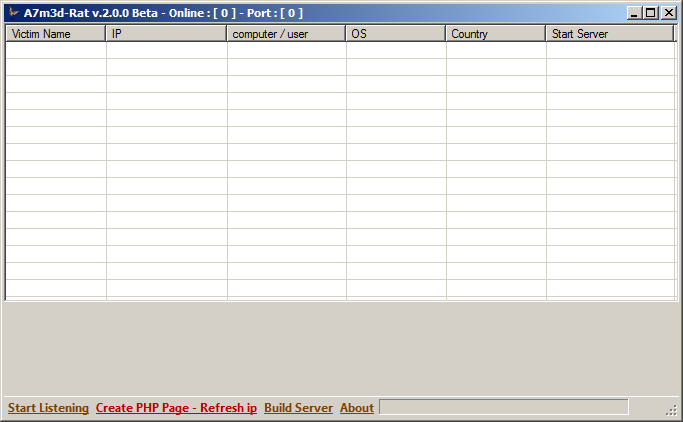 A7m3d-Rat v.2.0.0 Beta - Online : [ 0 ] - Port : [ 0 ]
Victim Name IP computer / user OS Country Start Server
Start Listening Create PHP Page - Refresh ip Build Server About